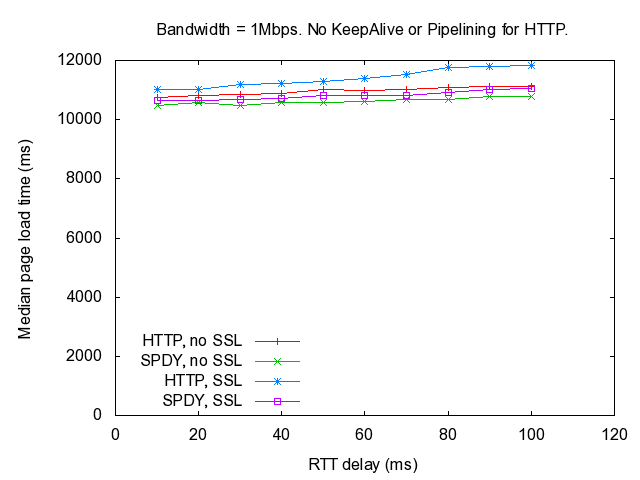 Bandwidth = 1Mbps. No KeepAlive or Pipelining for HTTP.
12000
10000
8000
6000
4000
2000
0
Median page load time (ms)
HTTP, no SSL
SPDY, no SSL
HTTP, SSL
SPDY, SSL
0 20 40 60 80 100 120
RTT delay (ms)